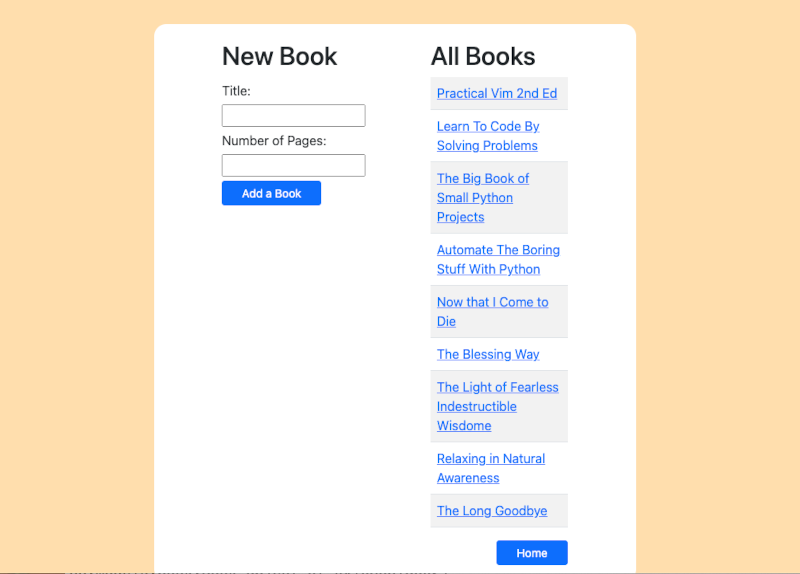 New Book
Title:
Number of Pages:
Add a Book
All Books
Practical Vim 2nd Ed
Learn To Code By
Solving Problems
The Big Book of
Small Python
Projects
Automate The Boring
Stuff With Python
Now that I Come to
Die
The Blessing Way
The Light of Fearless
Indestructible
Wisdome
Relaxing in Natural
Awareness
The Long Goodbye
Home